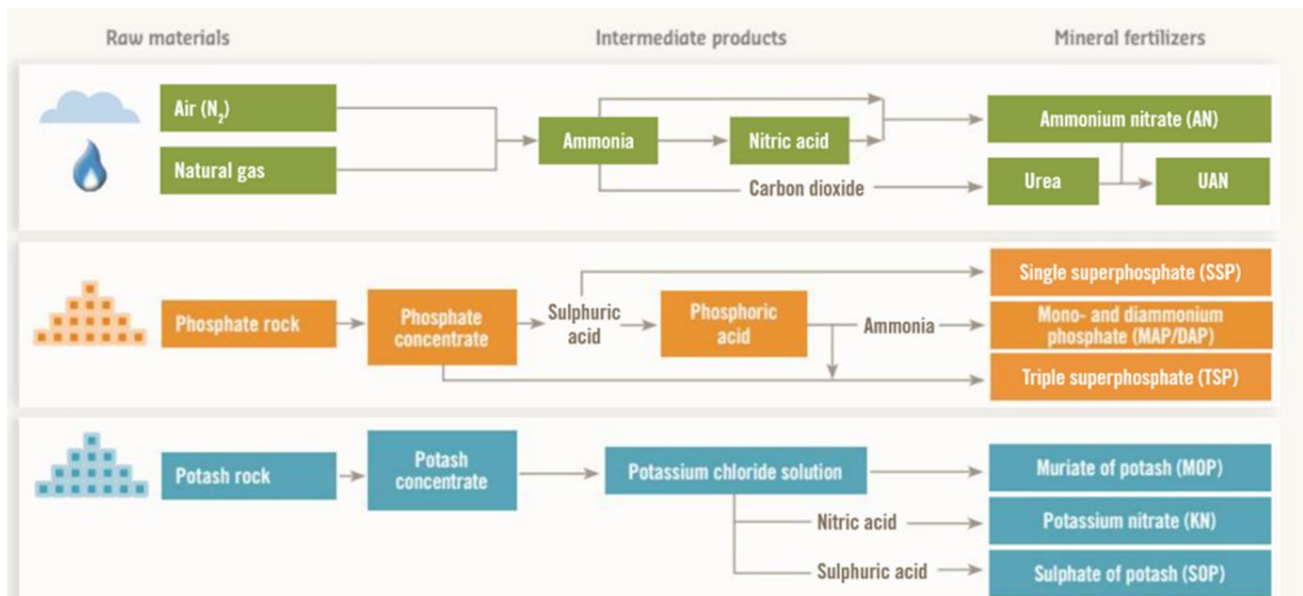 Raw materials
Intermediate products
Mineral fertilizers
Air (N₂)
Natural gas
Ammonia
Nitric acid
Carbon dioxide
Ammonium nitrate (AN)
Urea
UAN
Phosphate rock
Phosphate
concentrate
Sulphuric
acid
Phosphoric
acid
Ammonia
Single superphosphate (SSP)
Mono- and diammonium
phosphate (MAP/DAP)
Triple superphosphate (TSP)
Potash rock
Potash
concentrate
Potassium chloride solution
Nitric acid
Sulphuric acid
Muriate of potash (MOP)
Potassium nitrate (KN)
Sulphate of potash (SOP)